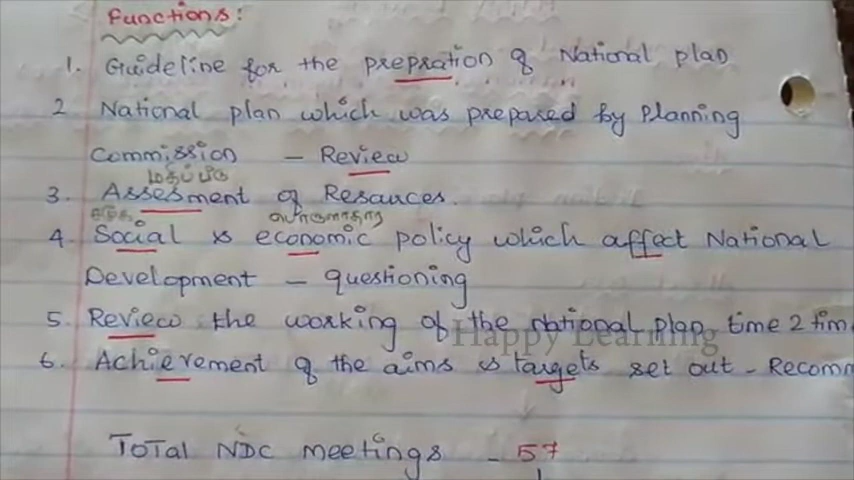 Functions:
1. Guideline for the prepration of National plan
2 National plan which was prepared by Planning
Commission - Review
மதிப்பீடு
3. Assesment of Resources.
சமூக பொருளாதார
4. Social & economic policy which affect National
Development - questioning
5. Review the working of the national plan time 2 tim
6. Achievement of the aims & targets set out - Recomm
Happy Learning
Total NDC meetings - 57